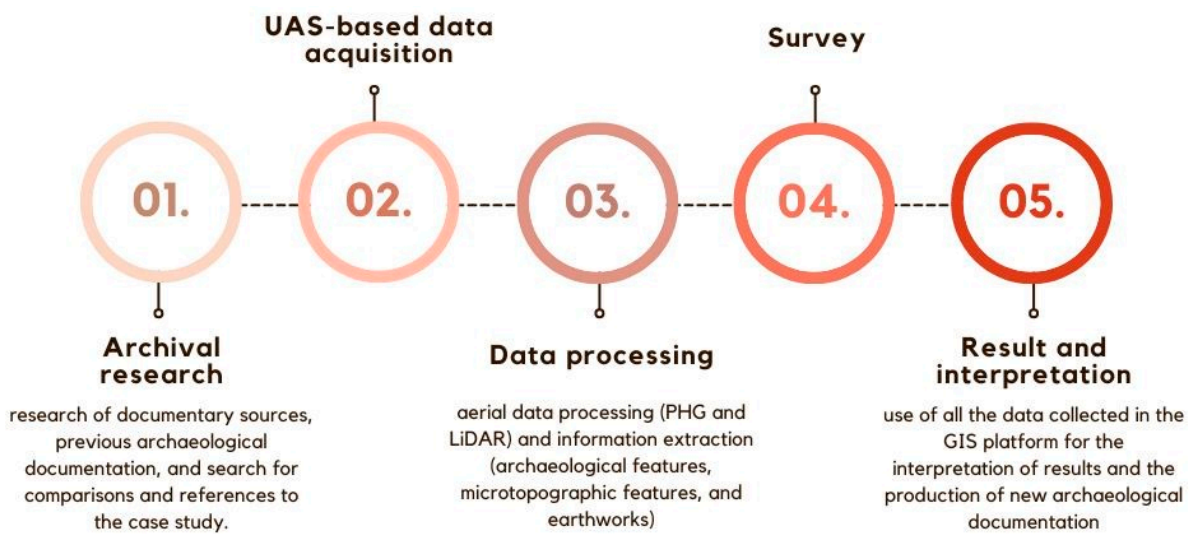 UAS-based data
acquisition
Survey
01.
02.
03.
04.
05.
Archival
research
research of documentary sources,
previous archaeological
documentation, and search for
comparisons and references to
the case study.
Data processing
aerial data processing (PHG and
LiDAR) and information extraction
(archaeological features,
microtopographic features, and
earthworks)
Result and
interpretation
use of all the data collected in the
GIS platform for the
interpretation of results and the
production of new archaeological
documentation